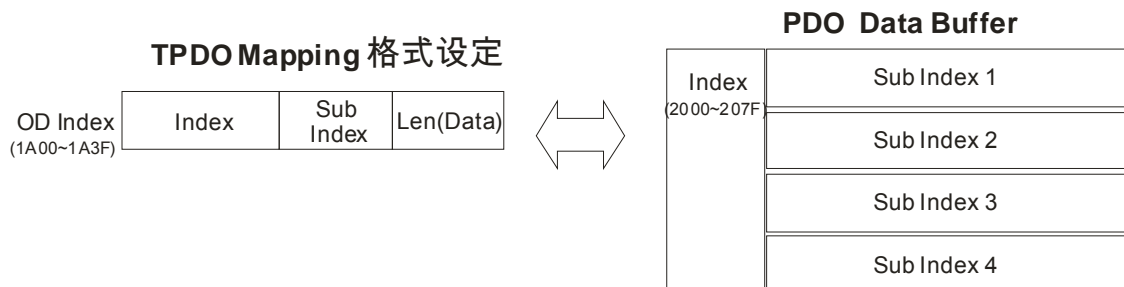 TPDO Mapping 格式设定
OD Index
(1A00~1A3F)
Index
Sub
Index
Len(Data)
PDO Data Buffer
Index
(2000~207F)
Sub Index 1
Sub Index 2
Sub Index 3
Sub Index 4